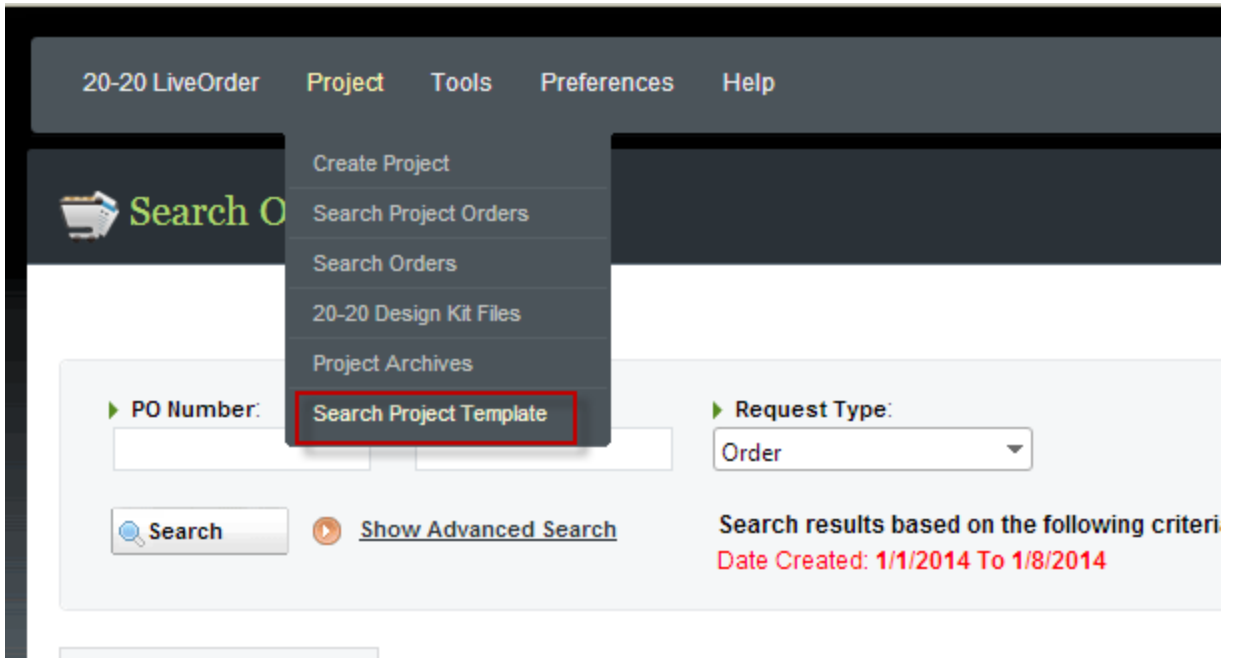 20-20 LiveOrder Project Tools Preferences Help
Create Project
Search O
Search Project Orders
Search Orders
20-20 Design Kit Files
Project Archives
Search Project Template
PO Number:
Request Type:
Order
Search
Show Advanced Search
Search results based on the following criteri
Date Created: 1/1/2014 To 1/8/2014